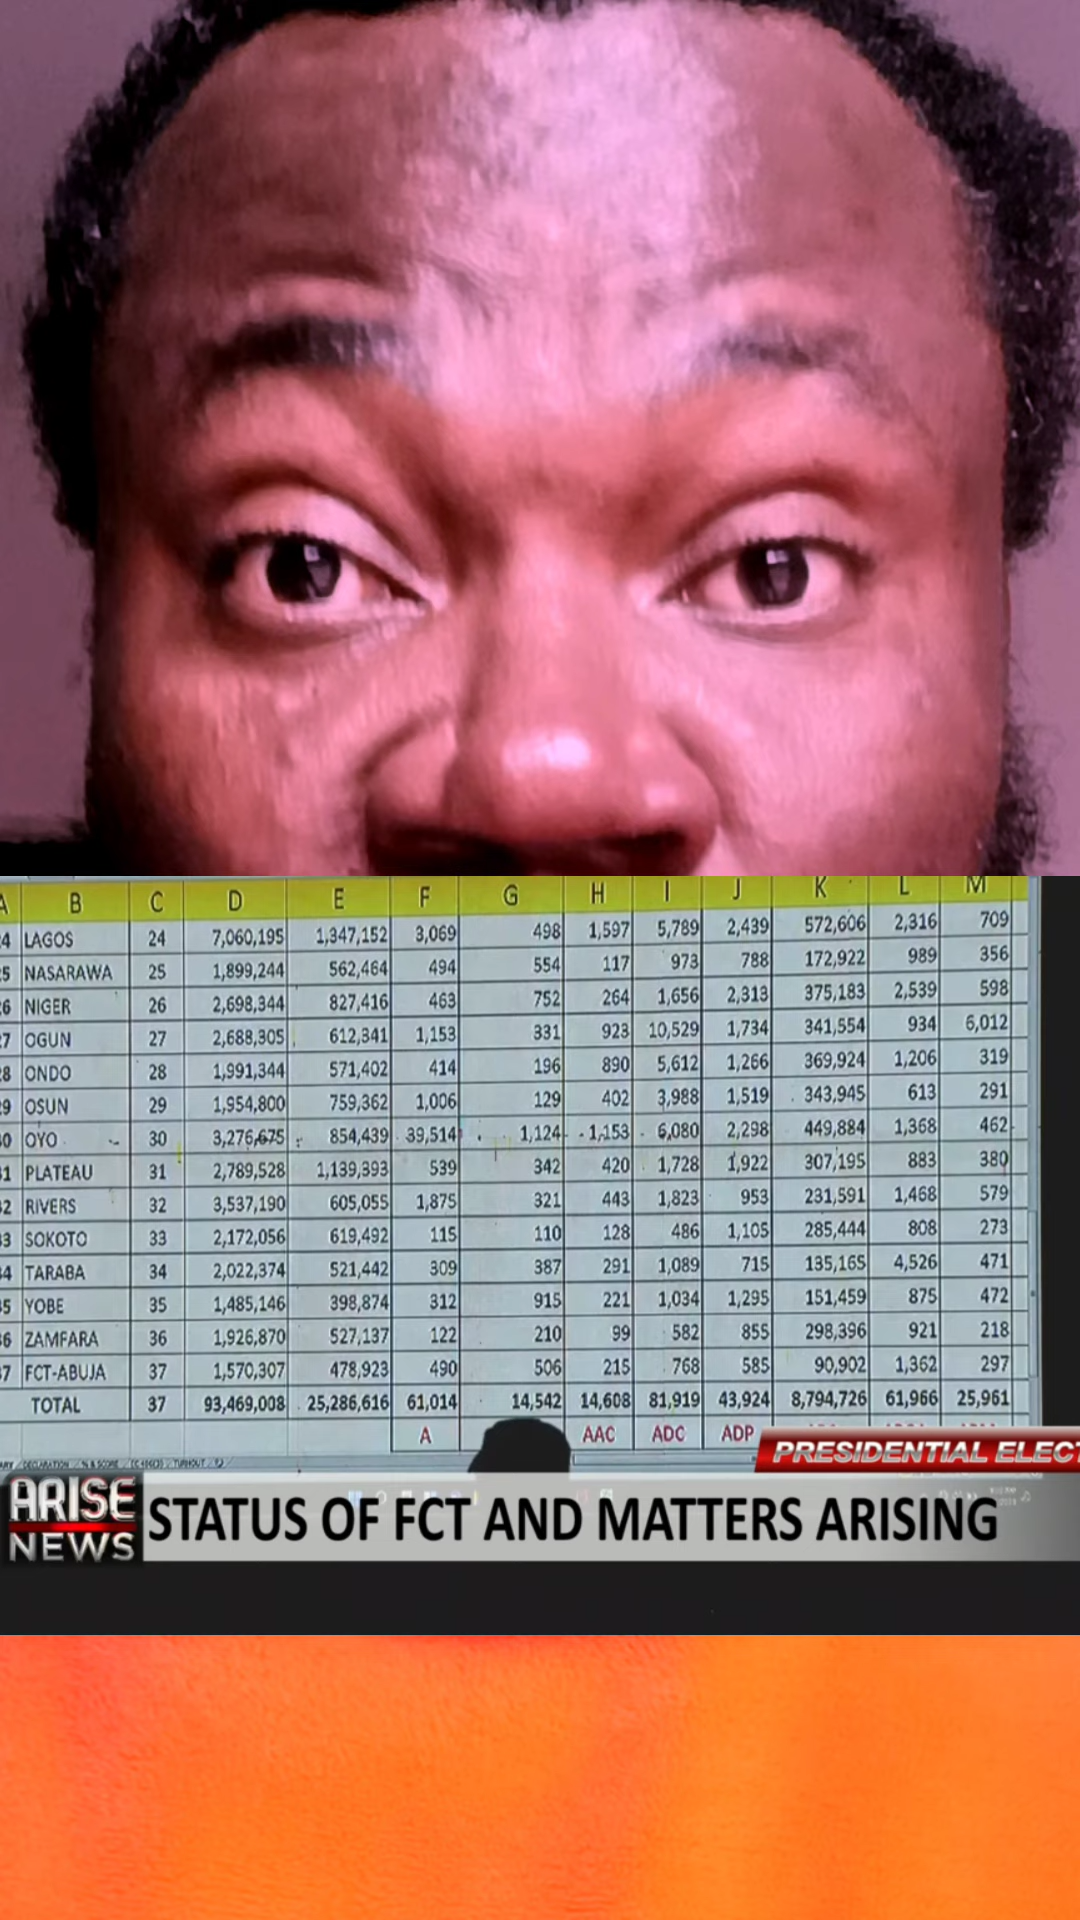 A B C D E F G H I J K L M
24 LAGOS 24 7,060,195 1,347,152 3,069 498 1,597 5,789 2,439 572,606 2,316 709
25 NASARAWA 25 1,899,244 562,464 494 554 117 973 788 172,922 989 356
26 NIGER 26 2,698,344 827,416 463 752 264 1,656 2,313 375,183 2,539 598
27 OGUN 27 2,688,305 612,341 1,153 331 923 10,529 1,734 341,554 934 6,012
28 ONDO 28 1,991,344 571,402 414 196 890 5,612 1,266 369,924 1,206 319
29 OSUN 29 1,954,800 759,362 1,006 129 402 3,988 1,519 343,945 613 291
30 OYO 30 3,276,675 854,439 39,514 1,124 1,153 6,080 2,298 449,884 1,368 462
31 PLATEAU 31 2,789,528 1,139,393 539 342 420 1,728 1,922 307,195 883 380
32 RIVERS 32 3,537,190 605,055 1,875 321 443 1,823 953 231,591 1,468 579
33 SOKOTO 33 2,172,056 619,492 115 110 128 486 1,105 285,444 808 273
34 TARABA 34 2,022,374 521,442 309 387 291 1,089 715 135,165 4,526 471
35 YOBE 35 1,485,146 398,874 312 915 221 1,034 1,295 151,459 875 472
36 ZAMFARA 36 1,926,870 527,137 122 210 99 582 855 298,396 921 218
37 FCT-ABUJA 37 1,570,307 478,923 490 506 215 768 585 90,902 1,362 297
TOTAL 37 93,469,008 25,286,616 61,014 14,542 14,608 81,919 43,924 8,794,726 61,966 25,961
A AAC ADC ADP
PRESIDENTIAL ELECT
DECLARATION % & SCORE TURNOUT
ARISE
NEWS
STATUS OF FCT AND MATTERS ARISING